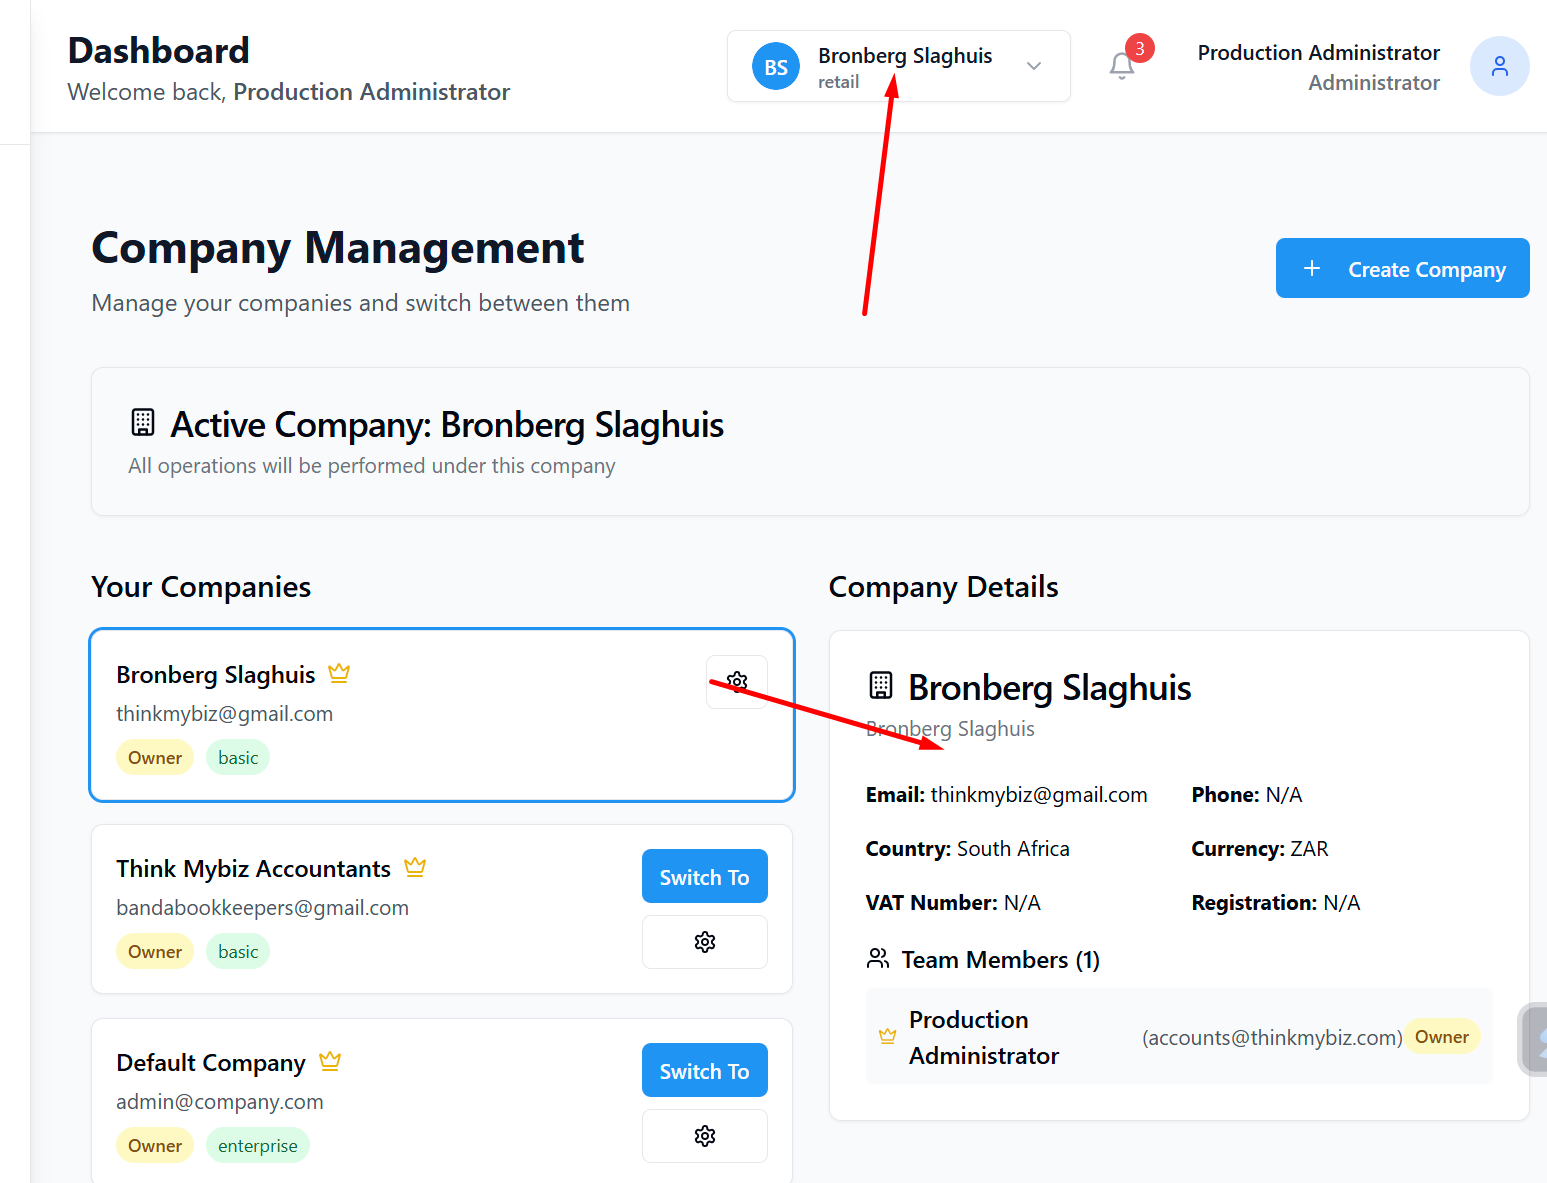 Dashboard
Welcome back, Production Administrator
BS
Bronberg Slaghuis
retail
3
Production Administrator
Administrator
Company Management
Manage your companies and switch between them
Create Company
Active Company: Bronberg Slaghuis
All operations will be performed under this company
Your Companies
Bronberg Slaghuis
thinkmybiz@gmail.com
Owner basic
Think Mybiz Accountants
Switch To
bandabookkeepers@gmail.com
Owner basic
Default Company
Switch To
admin@company.com
Owner enterprise
Company Details
Bronberg Slaghuis
Bronberg Slaghuis
Email: thinkmybiz@gmail.com Phone: N/A
Country: South Africa Currency: ZAR
VAT Number: N/A Registration: N/A
Team Members (1)
Production
Administrator
(accounts@thinkmybiz.com) Owner